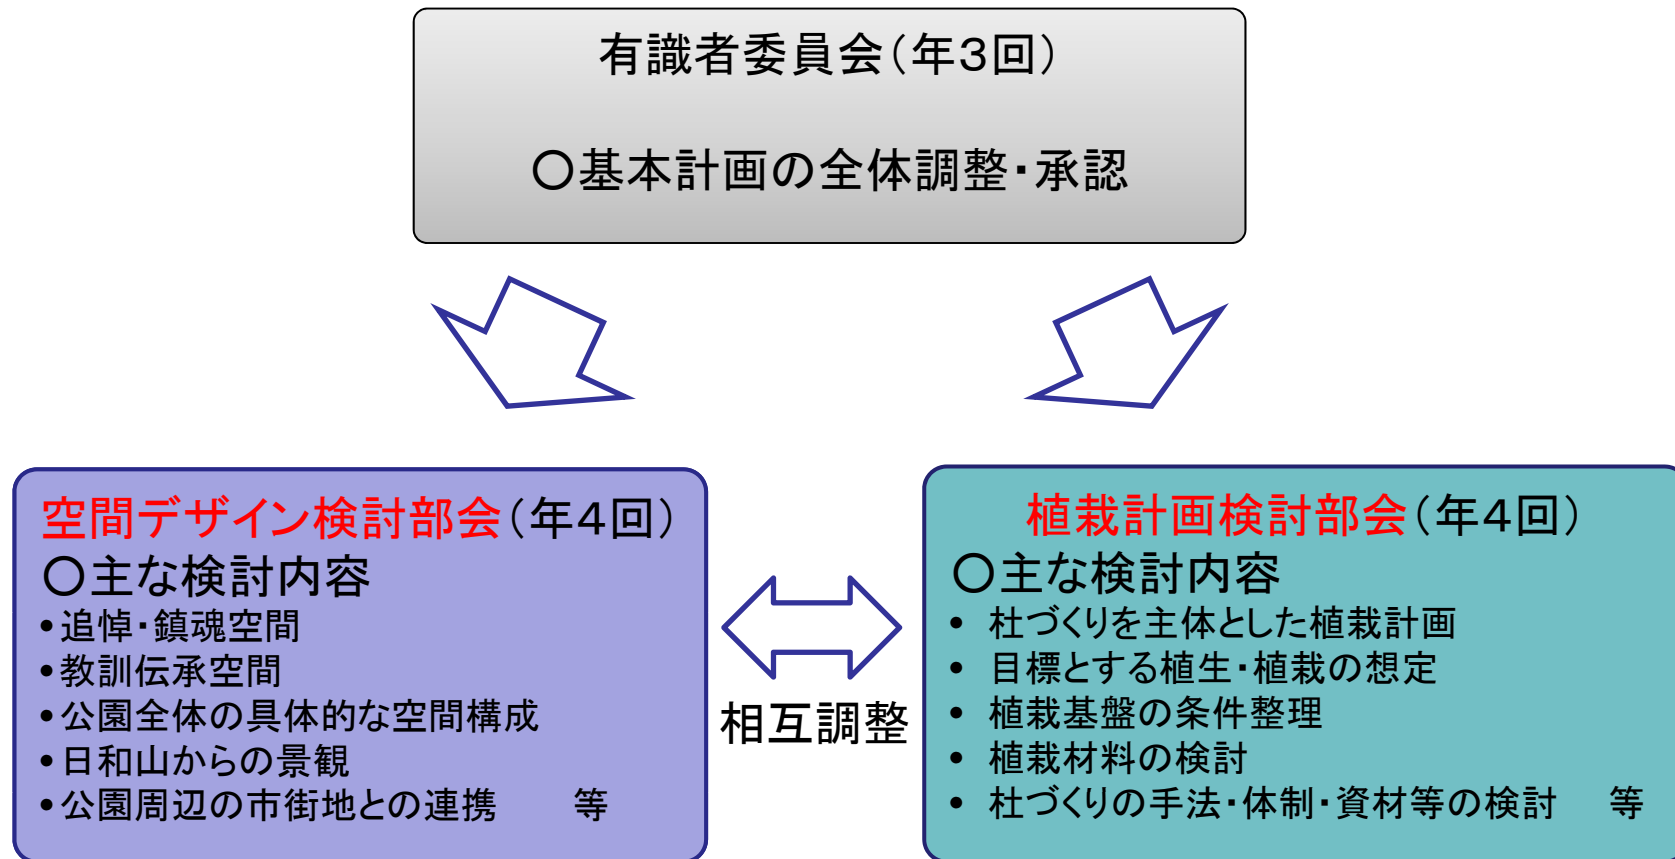 有識者委員会（年３回）
○基本計画の全体調整・承認
空間デザイン検討部会（年４回）
○主な検討内容
•追悼・鎮魂空間
•教訓伝承空間
•公園全体の具体的な空間構成
•日和山からの景観
•公園周辺の市街地との連携　　等
相互調整
植栽計画検討部会（年４回）
○主な検討内容
• 杜づくりを主体とした植栽計画
• 目標とする植生・植栽の想定
• 植栽基盤の条件整理
• 植栽材料の検討
• 杜づくりの手法・体制・資材等の検討　　等